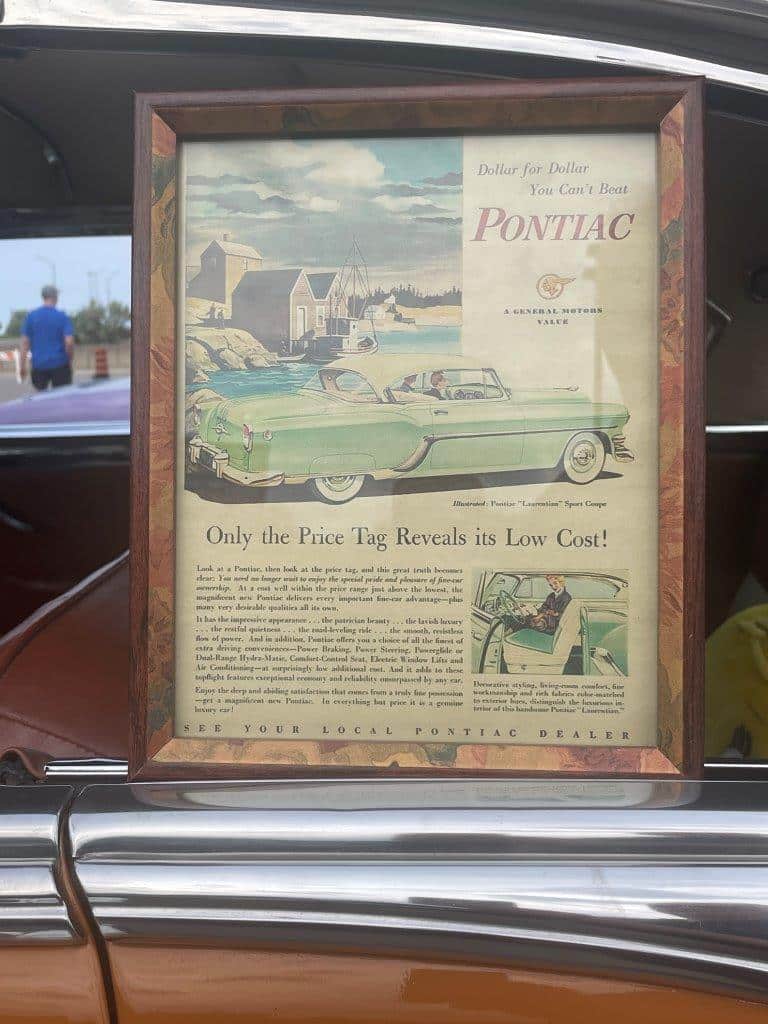 Dollar for Dollar
You Can't Beat
PONTIAC
A GENERAL MOTORS
VALUE
Illustrated: Pontiac "Laurentian" Sport Coupe
Only the Price Tag Reveals its Low Cost!
Look at a Pontiac, then look at the price tag, and this great truth becomes
clear: You need no longer wait to enjoy the special pride and pleasure of fine-car
ownership. At a cost well within the price range just above the lowest, the
magnificent new Pontiac delivers every important fine-car advantage—plus
many very desirable qualities all its own.
It has the impressive appearance . . . the patrician beauty . . . the lavish luxury
. . . the restful quietness . . . the road-leveling ride . . . the smooth, resistless
flow of power. And in addition, Pontiac offers you a choice of all the finest of
extra driving conveniences—Power Braking, Power Steering, Powerglide or
Dual-Range Hydra-Matic, Comfort-Control Seat, Electric Window Lifts and
Air Conditioning—at surprisingly low additional cost. And it adds to these
topflight features exceptional economy and reliability unsurpassed by any car.
Enjoy the deep and abiding satisfaction that comes from a truly fine possession
—get a magnificent new Pontiac. In everything but price it is a genuine
luxury car!
Decorative styling, living-room comfort, fine
workmanship and rich fabrics color-matched
to exterior hues, distinguish the luxurious in-
terior of this handsome Pontiac "Laurentian."
SEE YOUR LOCAL PONTIAC DEALER